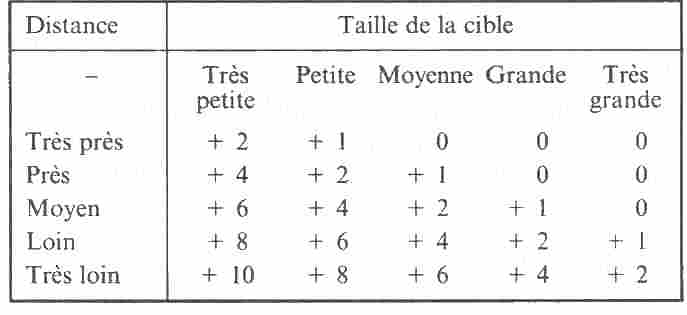 Distance Taille de la cible
– Très petite Petite Moyenne Grande Très grande
Très près + 2 + 1 0 0 0
Près + 4 + 2 + 1 0 0
Moyen + 6 + 4 + 2 + 1 0
Loin + 8 + 6 + 4 + 2 + 1
Très loin + 10 + 8 + 6 + 4 + 2